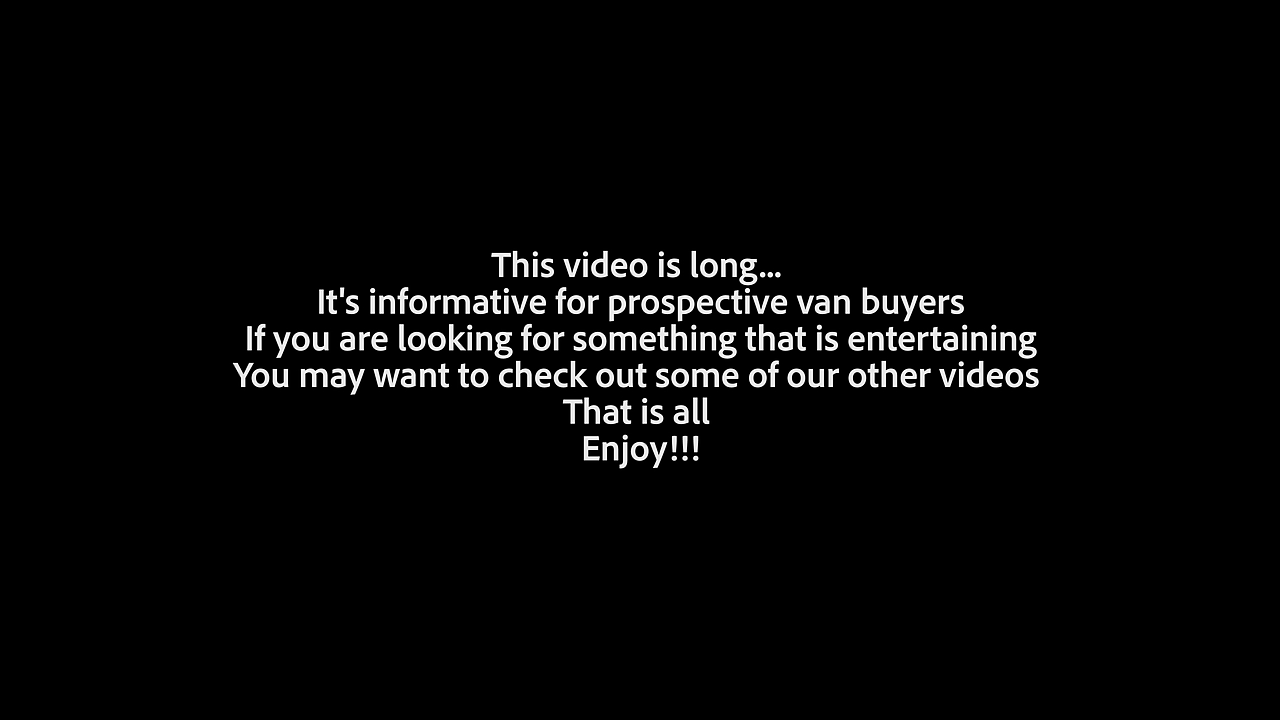 This video is long...
It's informative for prospective van buyers
If you are looking for something that is entertaining
You may want to check out some of our other videos
That is all
Enjoy!!!